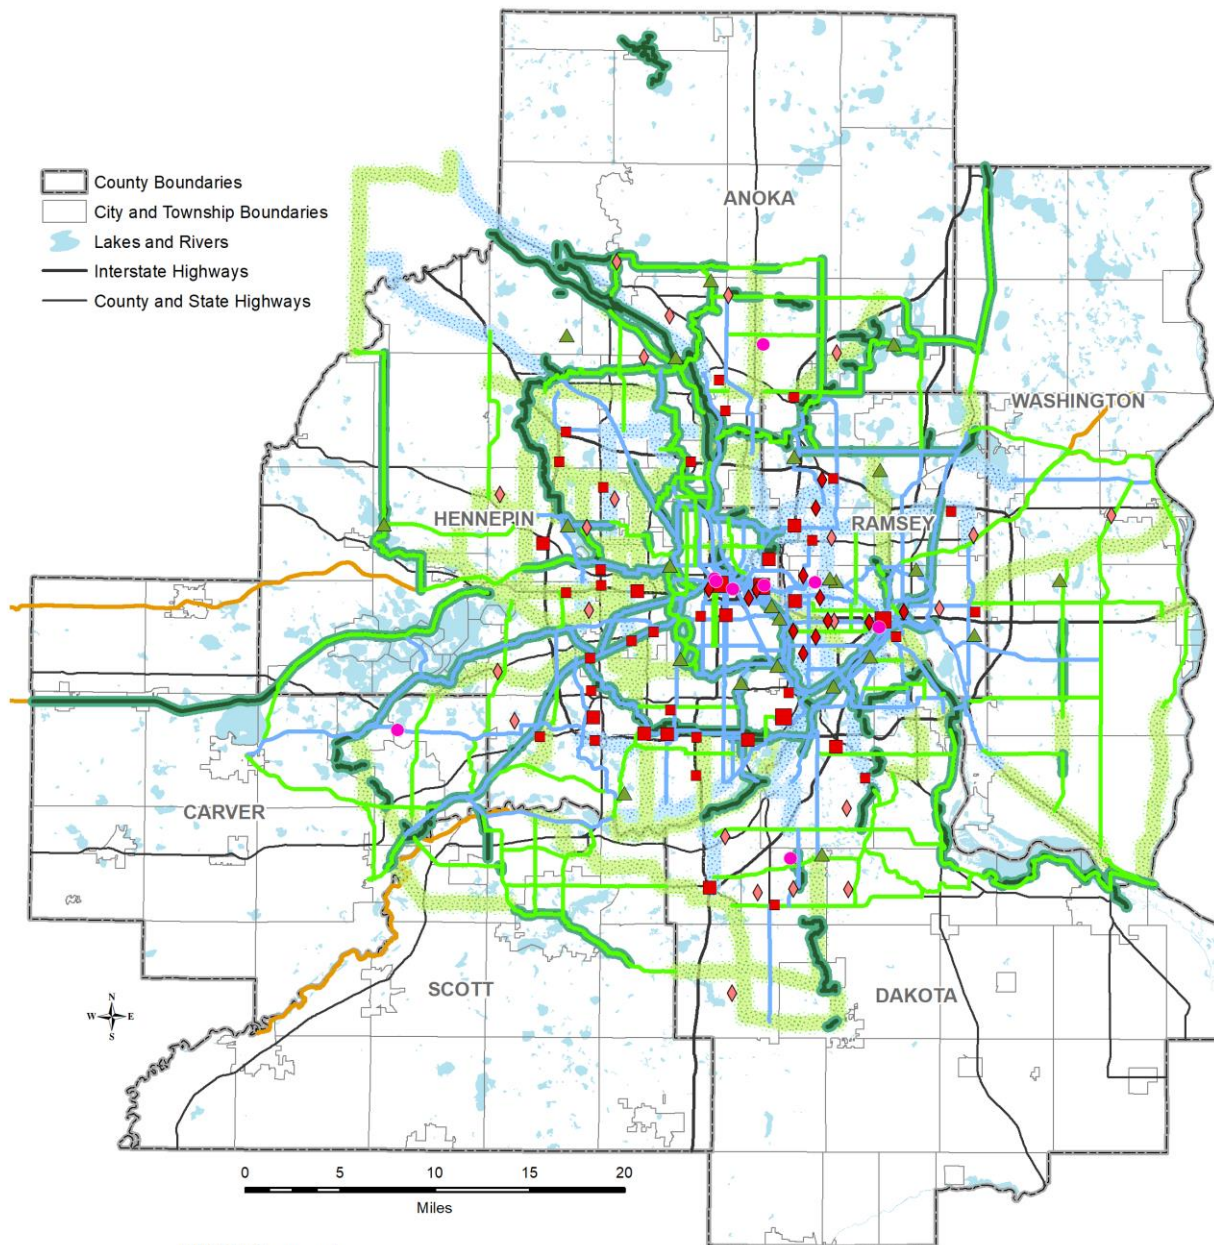 County Boundaries
City and Township Boundaries
Lakes and Rivers
Interstate Highways
County and State Highways
ANOKA
WASHINGTON
HENNEPIN
RAMSEY
CARVER
SCOTT
DAKOTA
N
W E
S
0 5 10 15 20
Miles